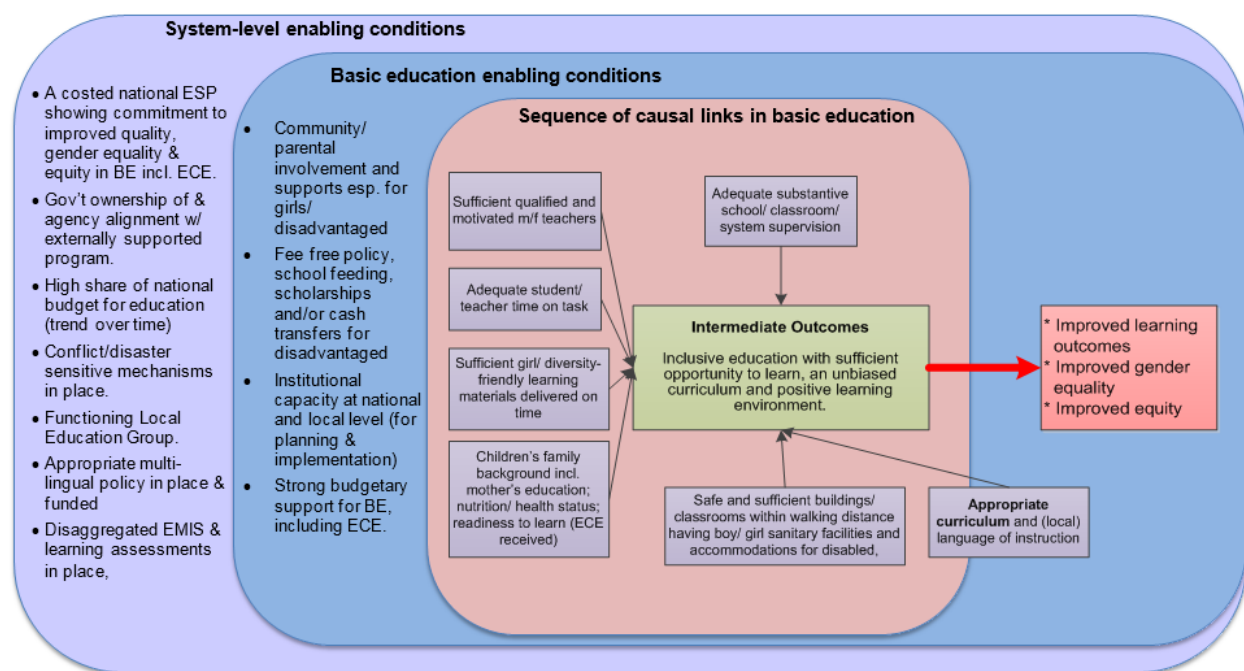 System-level enabling conditions
• A costed national ESP
showing commitment to
improved quality,
gender equality &
equity in BE incl. ECE.
• Gov't ownership of &
agency alignment w/
externally supported
program.
• High share of national
budget for education
(trend over time)
• Conflict/disaster
sensitive mechanisms
in place.
• Functioning Local
Education Group.
• Appropriate multi-
lingual policy in place &
funded
• Disaggregated EMIS &
learning assessments
in place,
Basic education enabling conditions
• Community/
parental
involvement and
supports esp. for
girls/
disadvantaged
• Fee free policy,
school feeding,
scholarships
and/or cash
transfers for
disadvantaged
• Institutional
capacity at national
and local level (for
planning &
implementation)
• Strong budgetary
support for BE,
including ECE.
Sequence of causal links in basic education
Sufficient qualified and
motivated m/f teachers
Adequate student/
teacher time on task
Sufficient girl/ diversity-
friendly learning
materials delivered on
time
Children's family
background incl.
mother's education;
nutrition/ health status;
readiness to learn (ECE
received)
Adequate substantive
school/ classroom/
system supervision
Intermediate Outcomes
Inclusive education with sufficient
opportunity to learn, an unbiased
curriculum and positive learning
environment.
Safe and sufficient buildings/
classrooms within walking distance
having boy/ girl sanitary facilities and
accommodations for disabled,
Appropriate
curriculum and (local)
language of instruction
* Improved learning
outcomes
* Improved gender
equality
* Improved equity